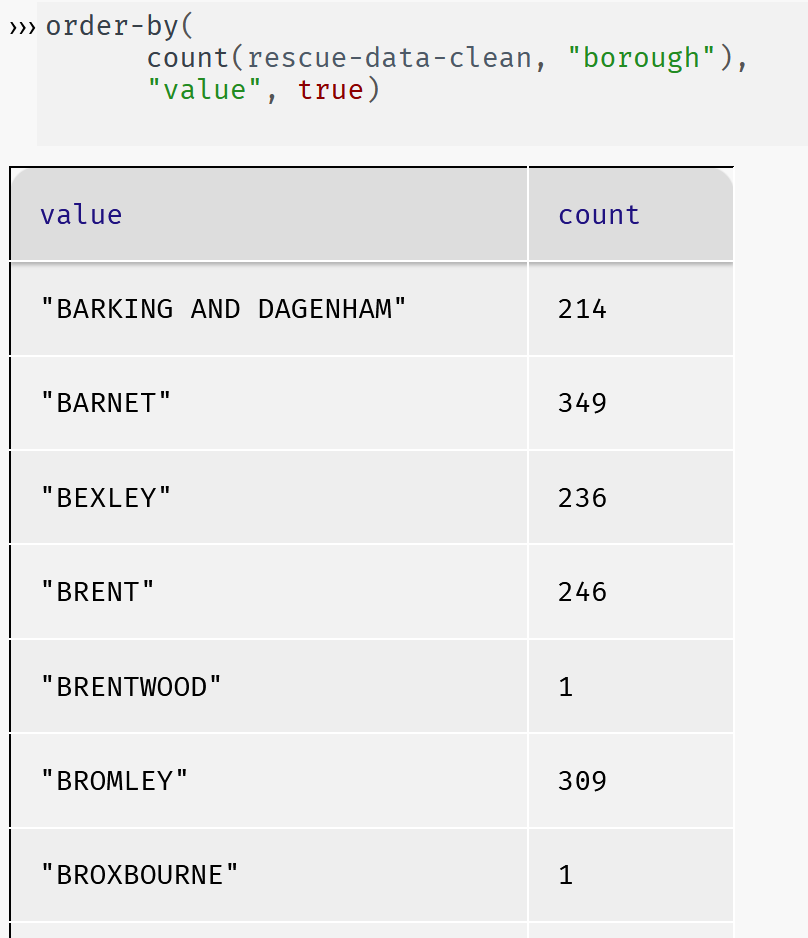 ››› order-by(
count(rescue-data-clean, "borough"),
"value", true)
value count
"BARKING AND DAGENHAM" 214
"BARNET" 349
"BEXLEY" 236
"BRENT" 246
"BRENTWOOD" 1
"BROMLEY" 309
"BROXBOURNE" 1